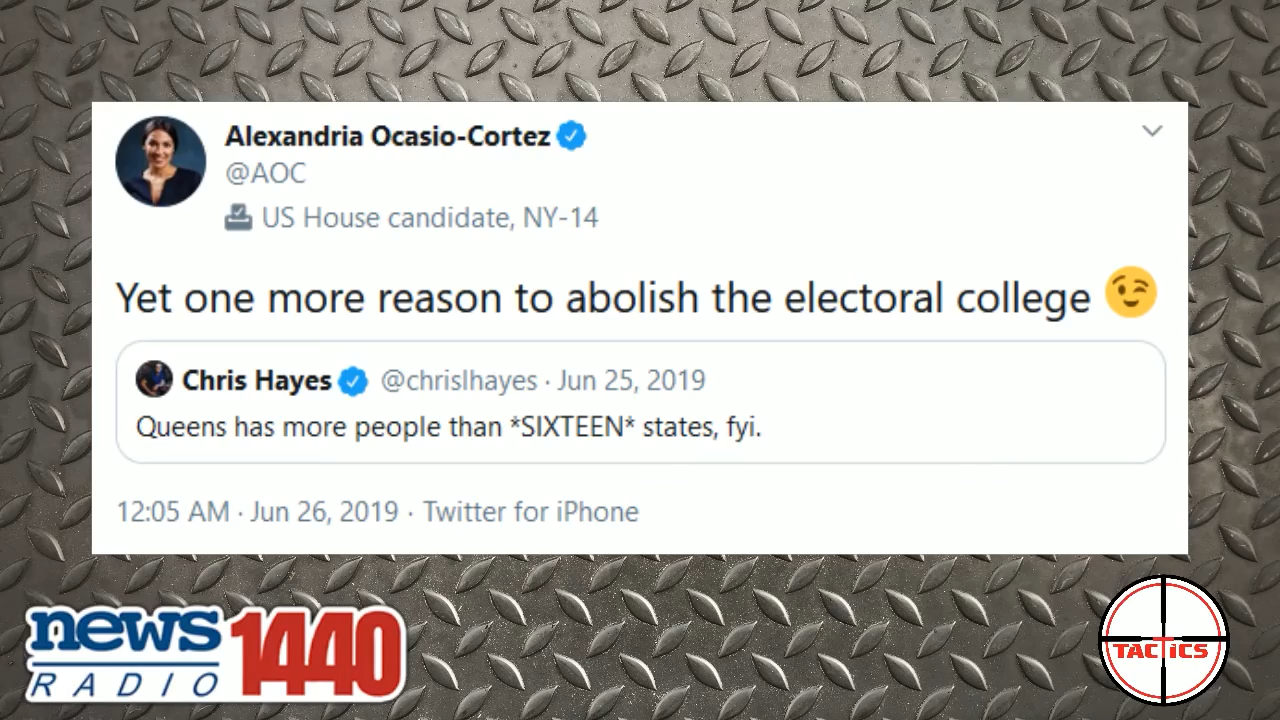 Alexandria Ocasio-Cortez
@AOC
US House candidate, NY-14
Yet one more reason to abolish the electoral college 😉
Chris Hayes @chrislhayes · Jun 25, 2019
Queens has more people than *SIXTEEN* states, fyi.
12:05 AM · Jun 26, 2019 · Twitter for iPhone
news 1440
RADIO
TACTICS